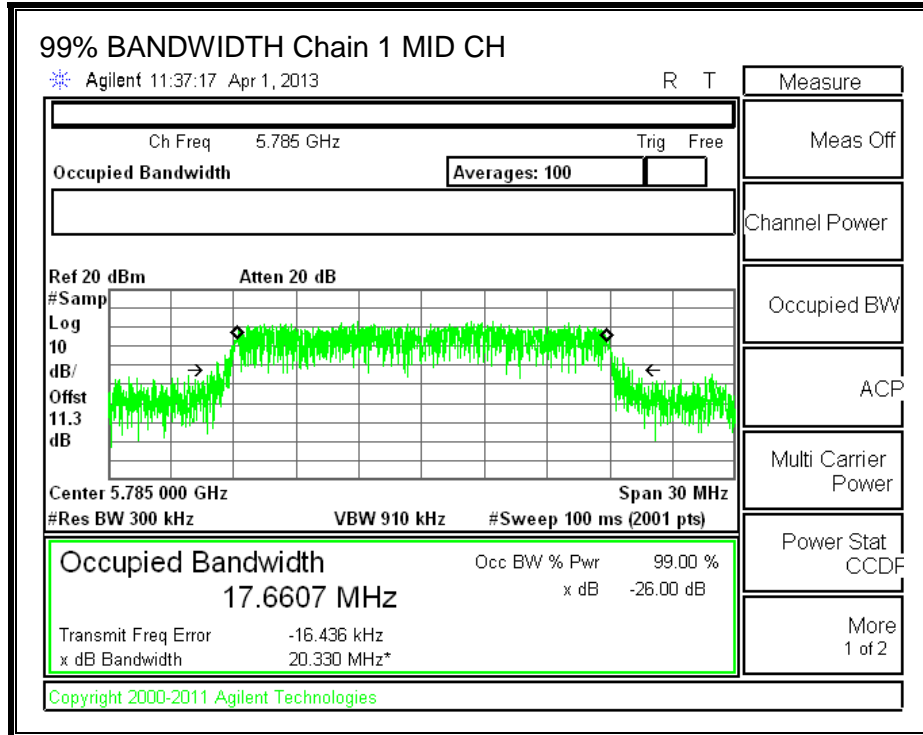 99% BANDWIDTH Chain 1 MID CH
Agilent 11:37:17 Apr 1, 2013 R T
Measure
Ch Freq 5.785 GHz Trig Free
Meas Off
Occupied Bandwidth Averages: 100
Channel Power
Ref 20 dBm Atten 20 dB
#Samp
Occupied BW
Log
10
dB/
ACP
Offst
11.3
dB
Multi Carrier
Power
Center 5.785 000 GHz Span 30 MHz
#Res BW 300 kHz VBW 910 kHz #Sweep 100 ms (2001 pts)
Power Stat
CCDF
Occupied Bandwidth Occ BW % Pwr 99.00 %
17.6607 MHz x dB -26.00 dB
More
1 of 2
Transmit Freq Error -16.436 kHz
x dB Bandwidth 20.330 MHz*
Copyright 2000-2011 Agilent Technologies